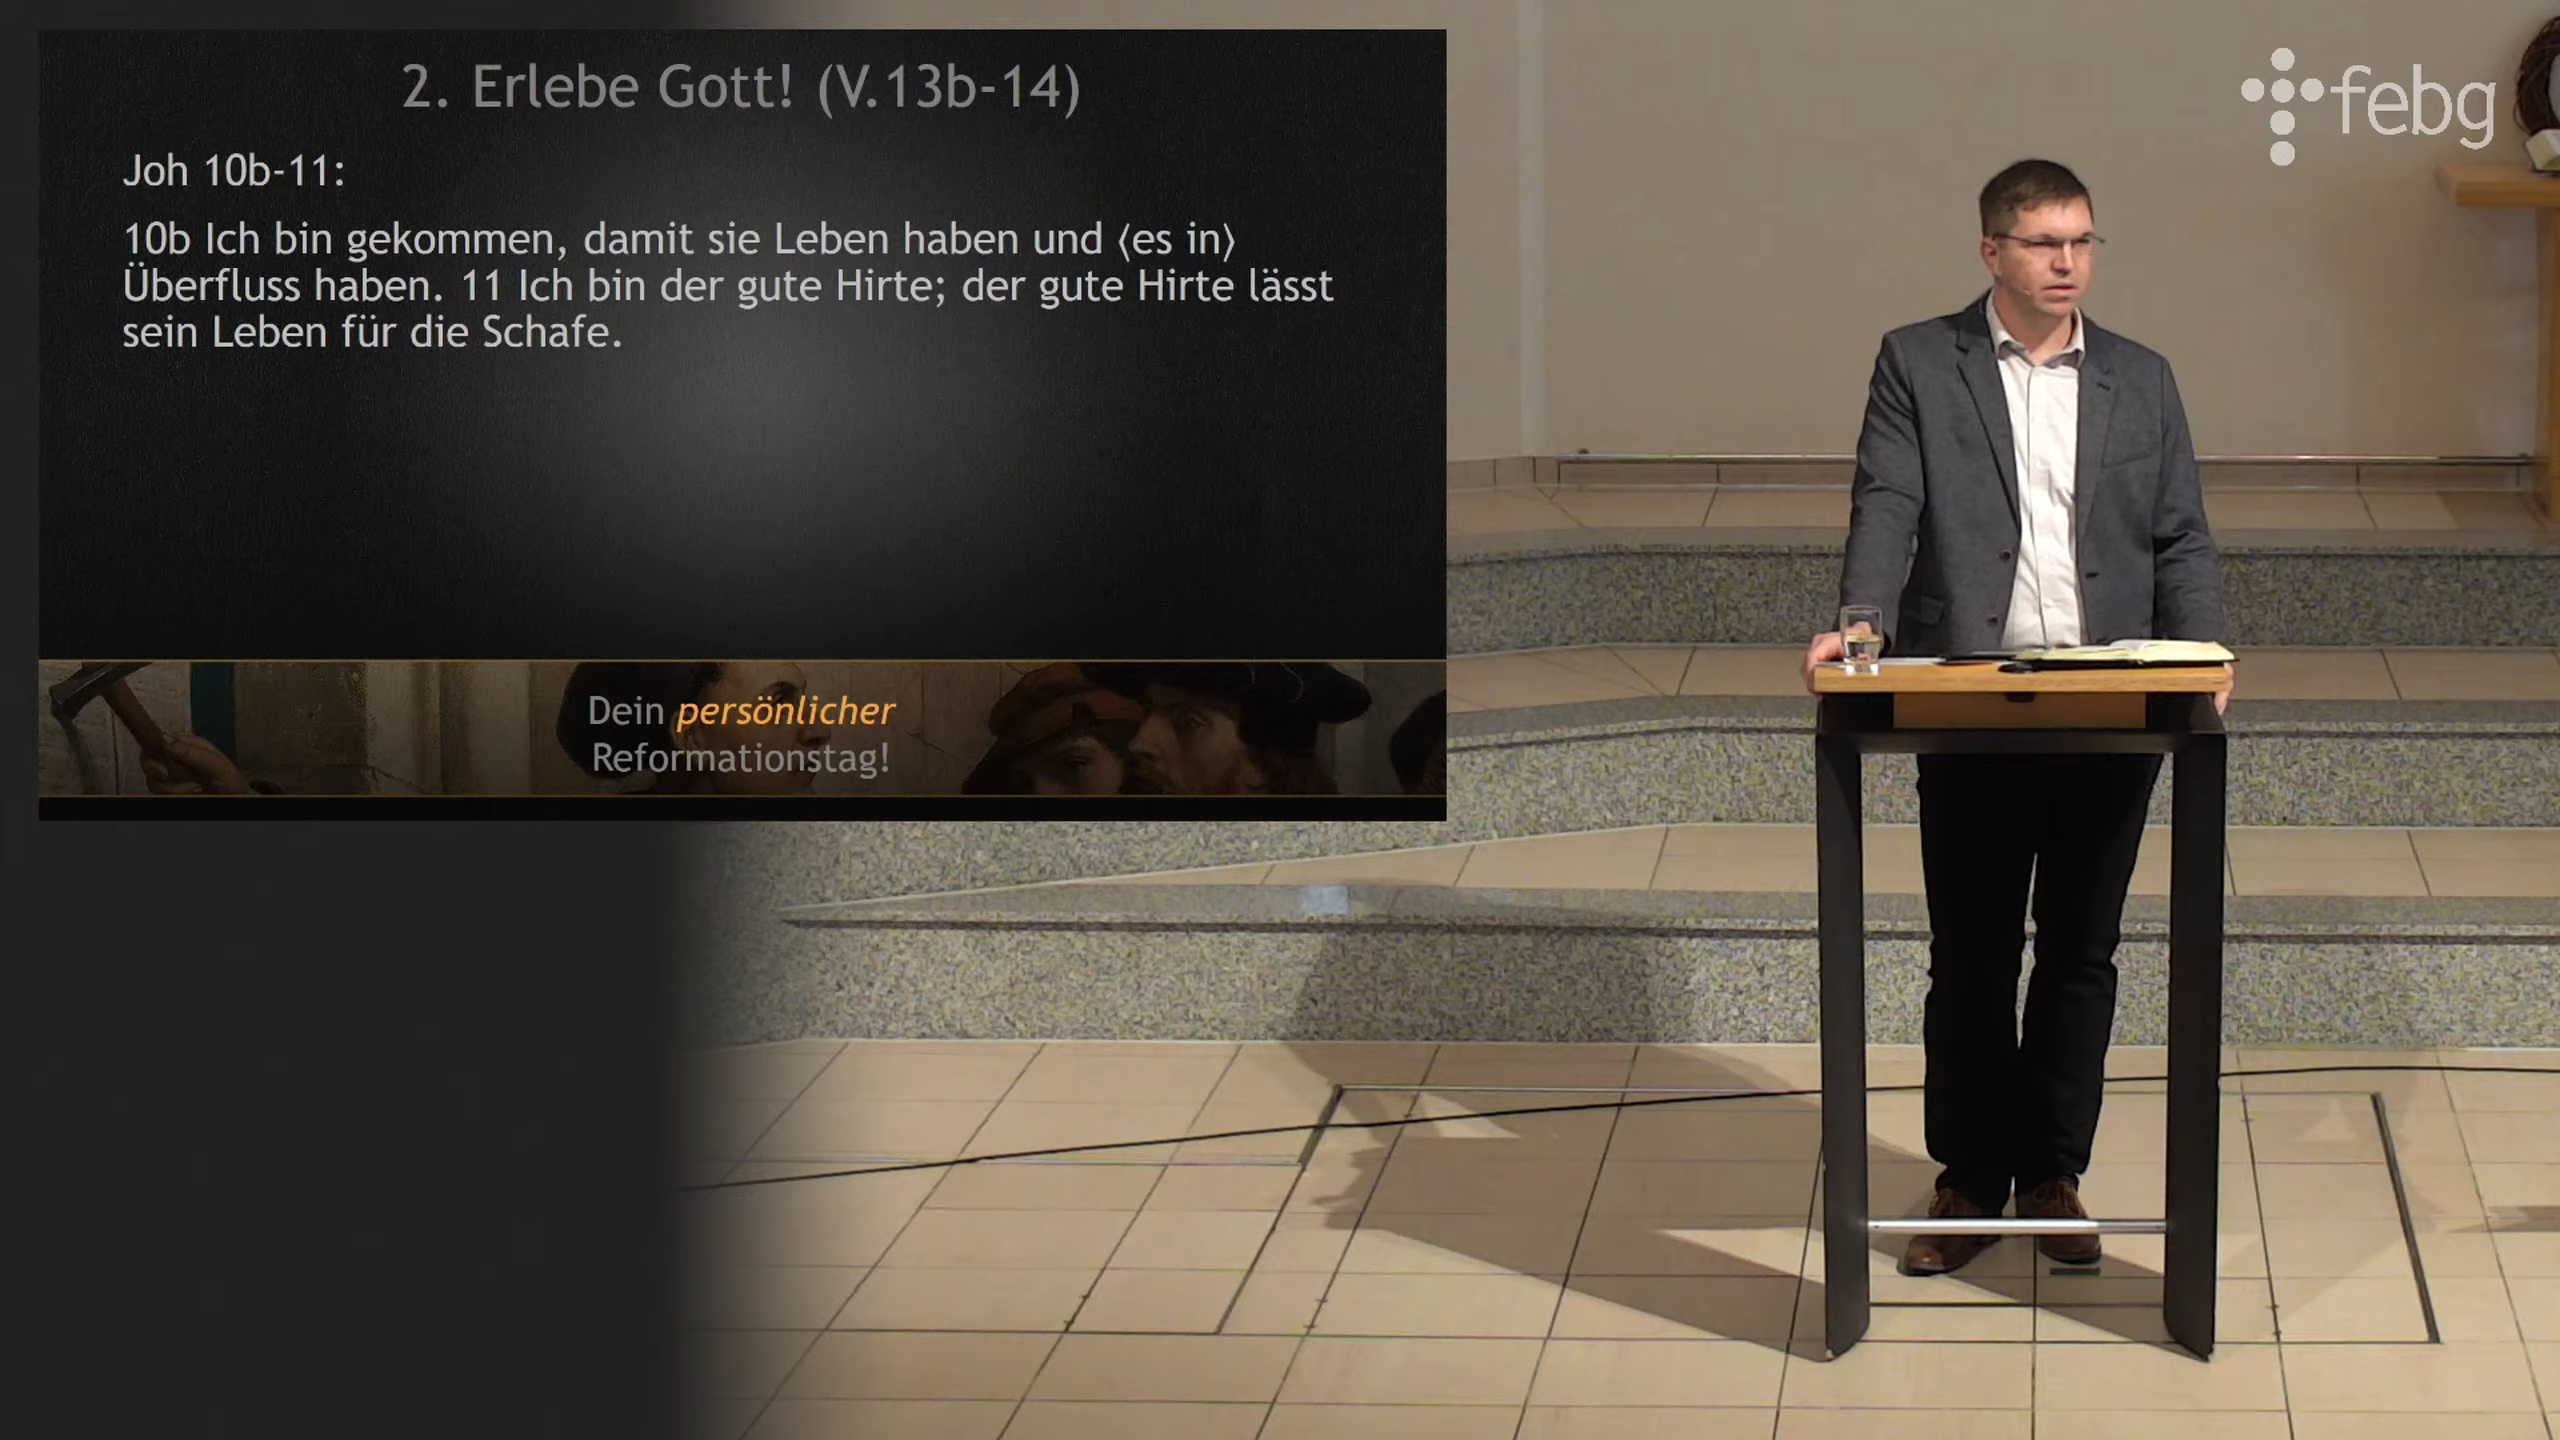 2. Erlebe Gott! (V.13b-14)
Joh 10b-11:
10b Ich bin gekommen, damit sie Leben haben und ⟨es in⟩
Überfluss haben. 11 Ich bin der gute Hirte; der gute Hirte lässt
sein Leben für die Schafe.
Dein persönlicher
Reformationstag!
febg